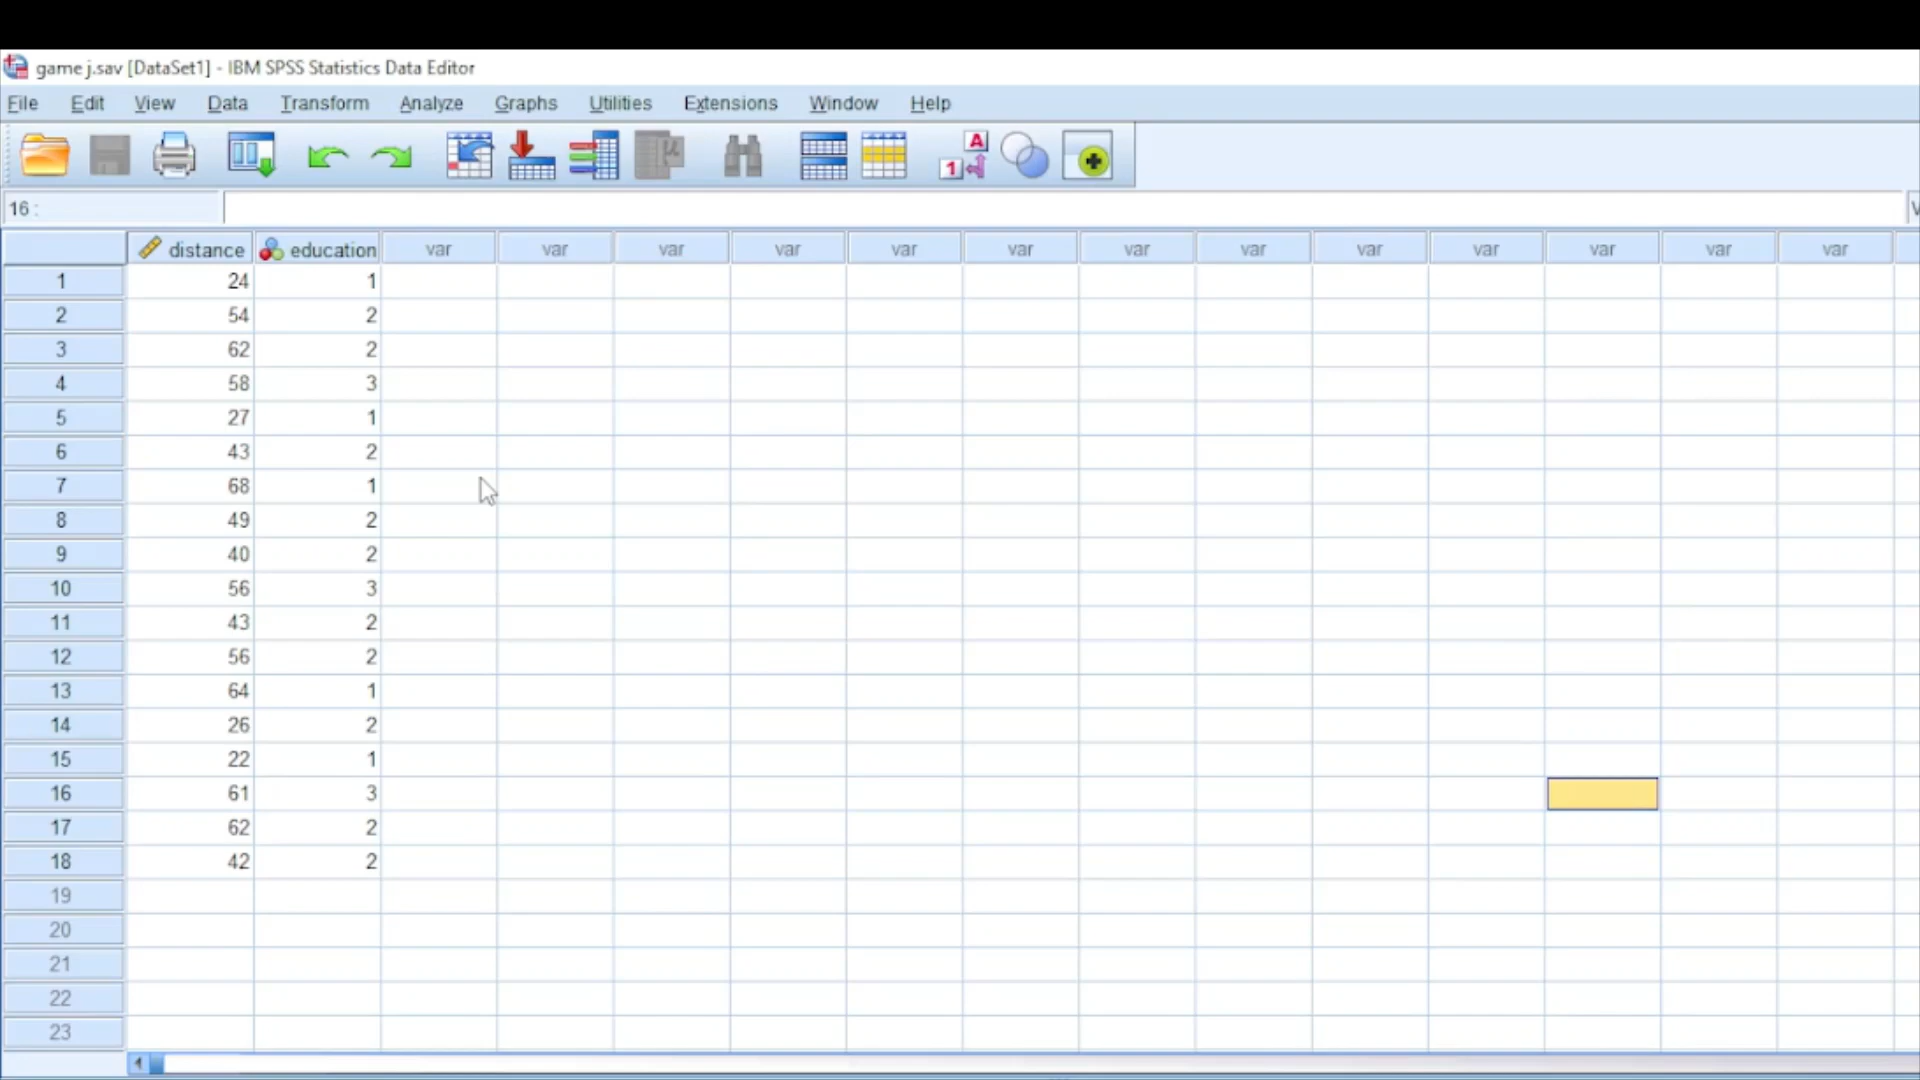 game j.sav [DataSet1] - IBM SPSS Statistics Data Editor
File Edit View Data Transform Analyze Graphs Utilities Extensions Window Help
A
1
16 :
distance education var var var var var var var var var var var var var
1 24 1
2 54 2
3 62 2
4 58 3
5 27 1
6 43 2
7 68 1
8 49 2
9 40 2
10 56 3
11 43 2
12 56 2
13 64 1
14 26 2
15 22 1
16 61 3
17 62 2
18 42 2
19
20
21
22
23